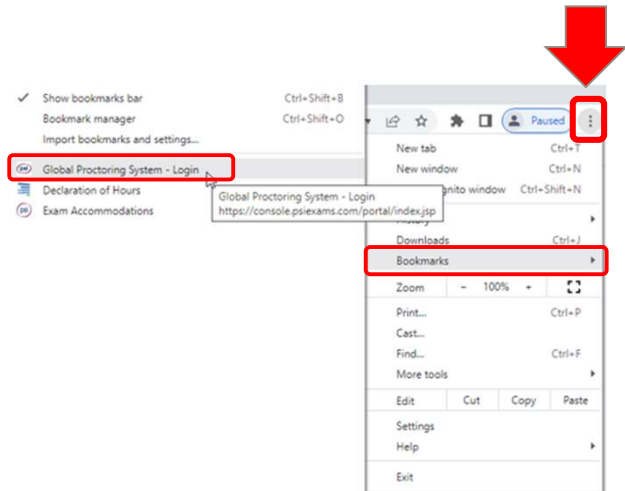 Show bookmarks bar Ctrl+Shift+B
Bookmark manager Ctrl+Shift+O
Import bookmarks and settings...
Global Proctoring System - Login
Declaration of Hours
Exam Accommodations
Global Proctoring System - Login
https://console.psiexams.com/portal/index.jsp
Paused
New tab Ctrl+T
New window Ctrl+N
gnito window Ctrl+Shift+N
History
Downloads Ctrl+J
Bookmarks
Zoom - 100% +
Print... Ctrl+P
Cast...
Find... Ctrl+F
More tools
Edit Cut Copy Paste
Settings
Help
Exit